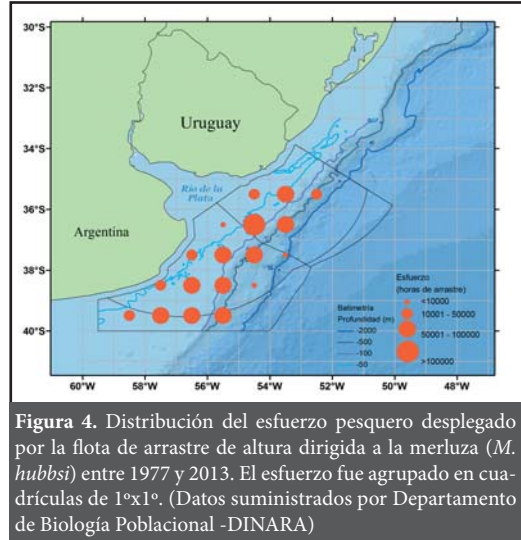 30°S
32°S
34°S
36°S
38°S
40°S
Uruguay
Río de la
Plata
Argentina
Esfuerzo
(horas de arrastre)
<10000
10001 - 50000
50001 - 100000
>100000
Batimetría
Profundidad (m)
-2000
-500
-100
-50
60°W 58°W 56°W 54°W 52°W 50°W 48°W
Figura 4. Distribución del esfuerzo pesquero desplegado
por la flota de arrastre de altura dirigida a la merluza (M.
hubbsi) entre 1977 y 2013. El esfuerzo fue agrupado en cua-
drículas de 1ºx1º. (Datos suministrados por Departamento
de Biología Poblacional -DINARA)